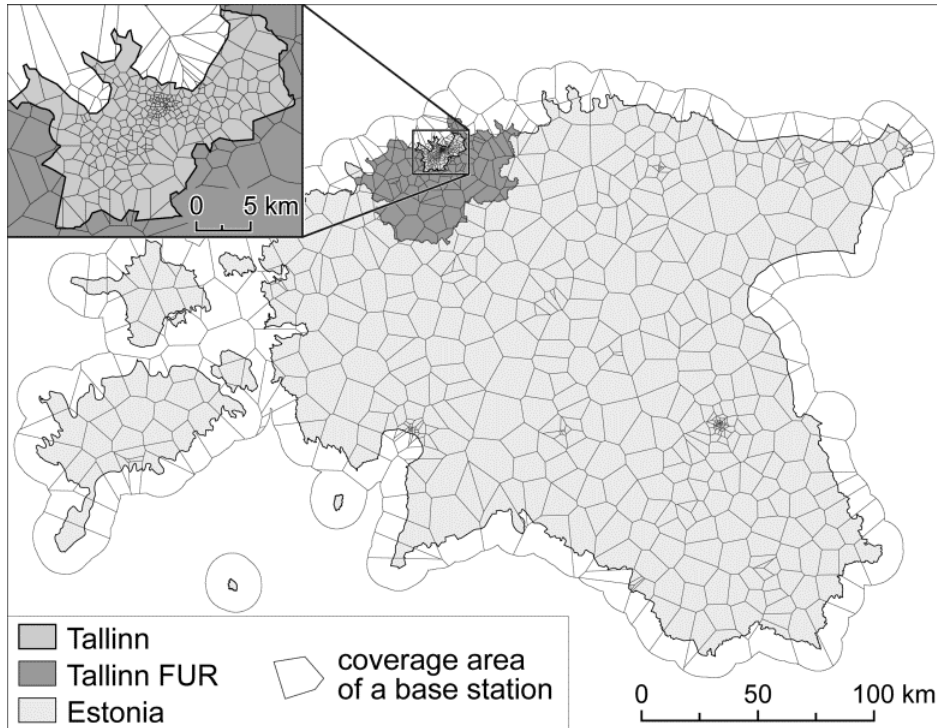 0 5 km
Tallinn
Tallinn FUR
Estonia
coverage area
of a base station
0 50 100 km